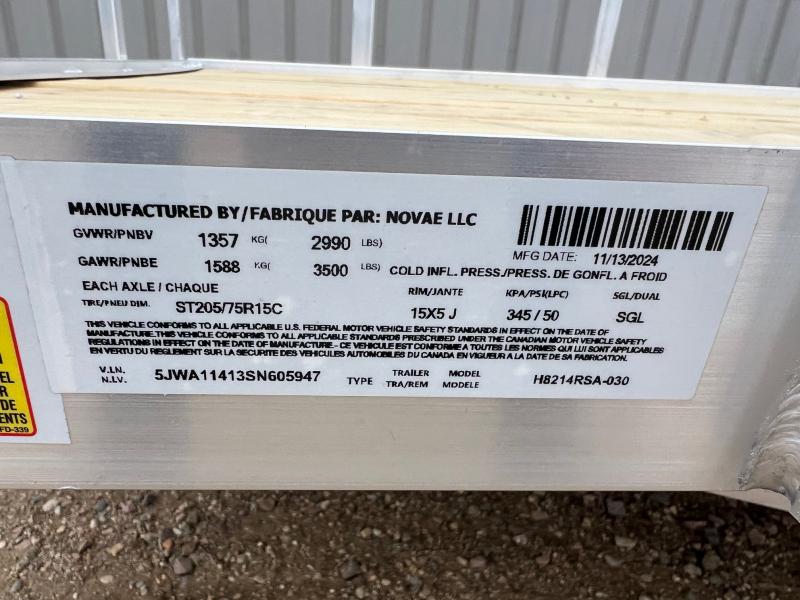 MANUFACTURED BY/FABRIQUE PAR: NOVAE LLC
GVWR/PNBV 1357 KG( 2990 LBS)
MFG DATE: 11/13/2024
GAWR/PNBE 1588 KG( 3500 LBS) COLD INFL. PRESS./PRESS. DE GONFL. A FROID
EACH AXLE / CHAQUE RIM/JANTE KPA/PSI(LPC) SGL/DUAL
TIRE/PNEU DIM. ST205/75R15C 15X5 J 345 / 50 SGL
THIS VEHICLE CONFORMS TO ALL APPLICABLE U.S. FEDERAL MOTOR VEHICLE SAFETY STANDARDS IN EFFECT ON THE DATE OF
MANUFACTURE.THIS VEHICLE CONFORMS TO ALL APPLICABLE STANDARDS PRESCRIBED UNDER THE CANADIAN MOTOR VEHICLE SAFETY
REGULATIONS IN EFFECT ON THE DATE OF MANUFACTURE.- CE VEHICULE EST CONFORME A TOUTES LES NORMES QUI LUI SONT APPLICABLES
EN VERTU DU REGLEMENT SUR LA SECURITE DES VEHICULES AUTOMOBILES DU CANADA EN VIGUEUR A LA DATE DE SA FABRICATION.
V.I.N. 5JWA11413SN605947 TYPE TRAILER MODEL H8214RSA-030
N.I.V. TRA/REM MODELE
EL
R
DE
ENTS
FD-339